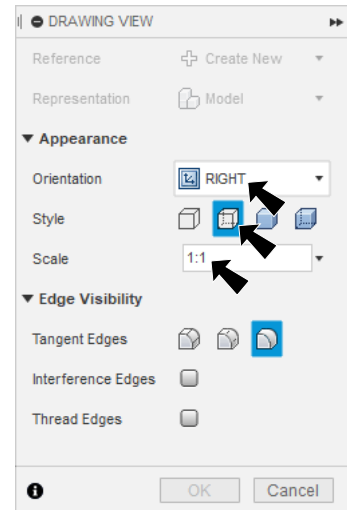 DRAWING VIEW
Reference Create New
Representation Model
Appearance
Orientation RIGHT
Style
Scale 1:1
Edge Visibility
Tangent Edges
Interference Edges
Thread Edges
OK Cancel